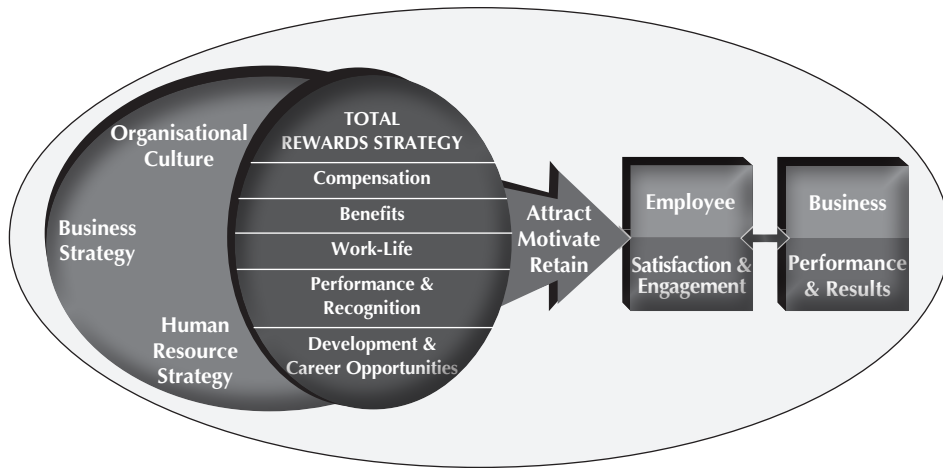 Organisational
Culture
Business
Strategy
Human
Resource
Strategy
TOTAL
REWARDS STRATEGY
Compensation
Benefits
Work-Life
Performance &
Recognition
Development &
Career Opportunities
Attract
Motivate
Retain
Employee
Satisfaction &
Engagement
Business
Performance
& Results